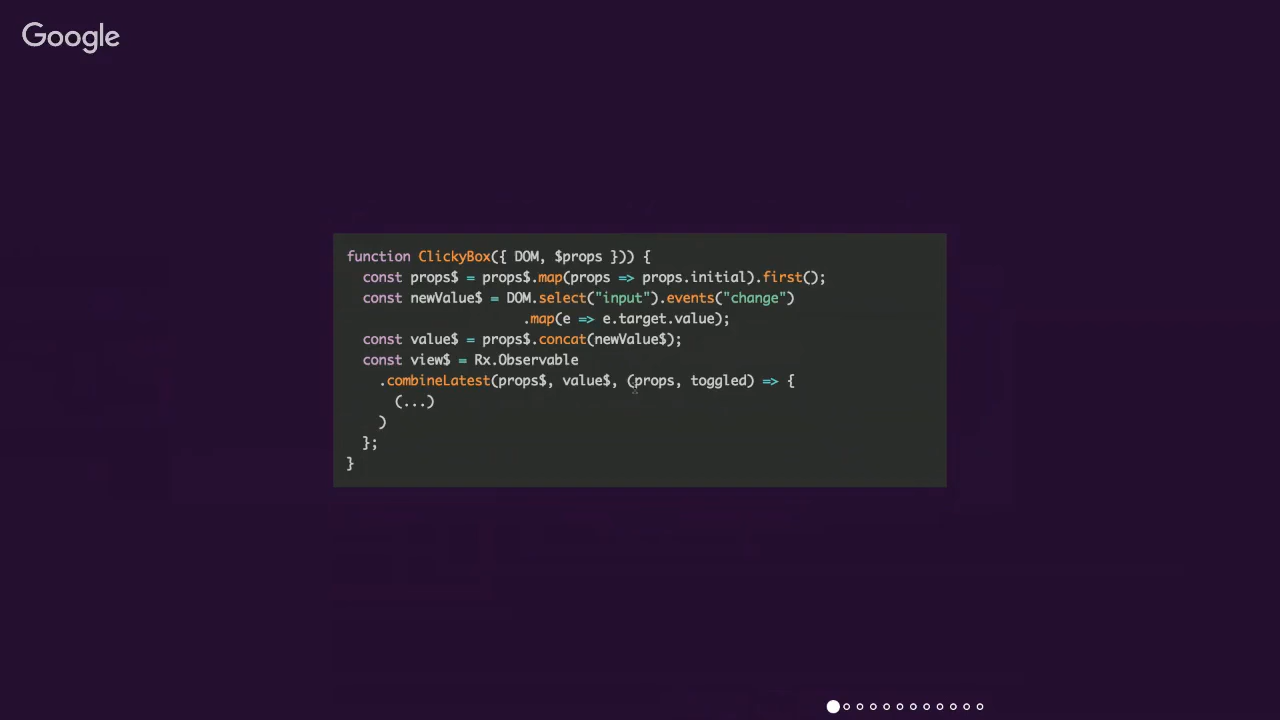 Google
function ClickyBox({ DOM, $props })) {
const props$ = props$.map(props => props.initial).first();
const newValue$ = DOM.select("input").events("change")
.map(e => e.target.value);
const value$ = props$.concat(newValue$);
const view$ = Rx.Observable
.combineLatest(props$, value$, (props, toggled) => {
(...)
)
};
}